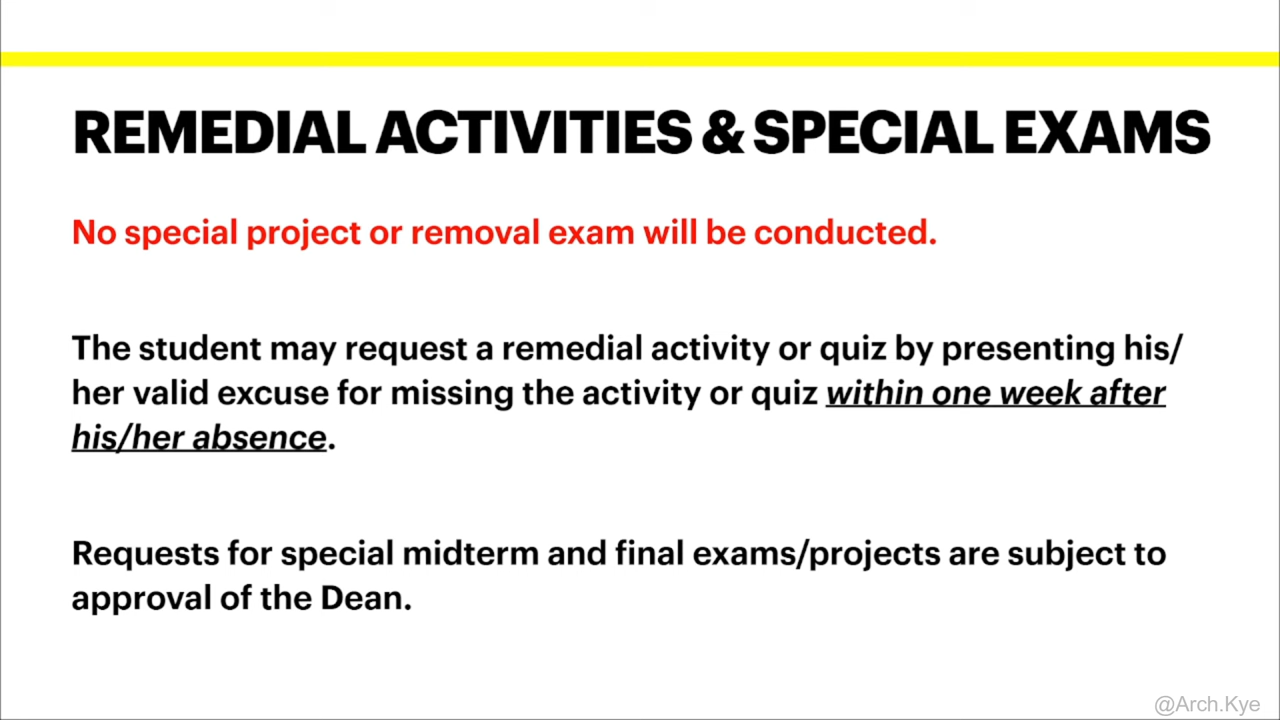 REMEDIAL ACTIVITIES & SPECIAL EXAMS
No special project or removal exam will be conducted.
The student may request a remedial activity or quiz by presenting his/
her valid excuse for missing the activity or quiz within one week after
his/her absence.
Requests for special midterm and final exams/projects are subject to
approval of the Dean.
@Arch.Kye